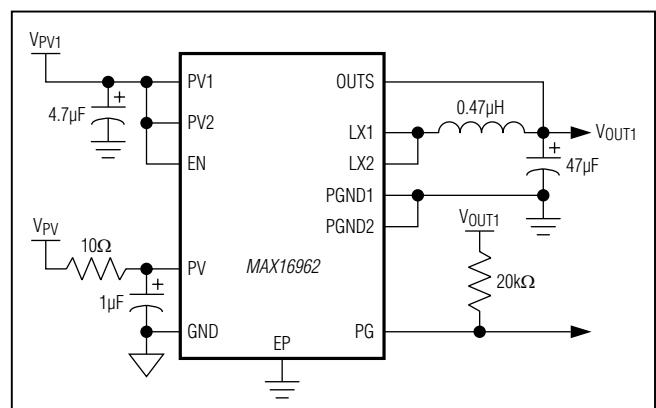 VPV1
4.7µF
PV1
PV2
EN
VPV
10Ω
PV
1µF
GND
MAX16962
EP
OUTS
LX1
LX2
0.47µH
VOUT1
47µF
PGND1
PGND2
VOUT1
20kΩ
PG
+
+
+